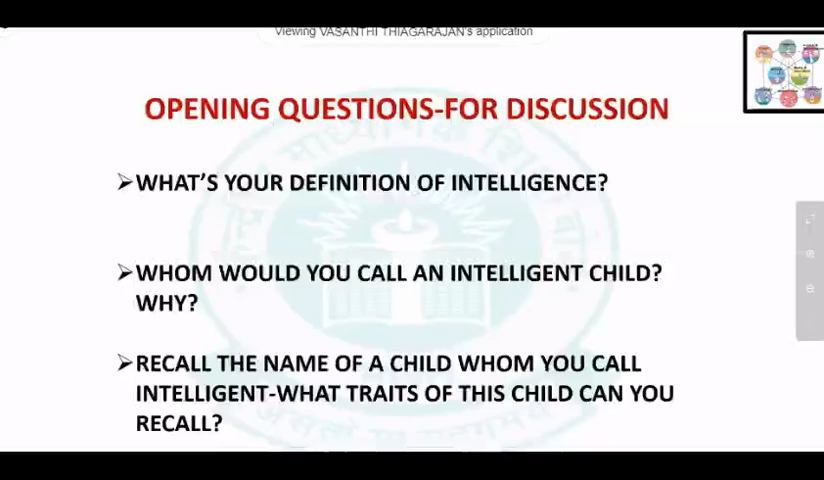 Viewing VASANTHI THIAGARAJAN's application
OPENING QUESTIONS-FOR DISCUSSION
➢WHAT'S YOUR DEFINITION OF INTELLIGENCE?
➢WHOM WOULD YOU CALL AN INTELLIGENT CHILD?
WHY?
➢RECALL THE NAME OF A CHILD WHOM YOU CALL
INTELLIGENT-WHAT TRAITS OF THIS CHILD CAN YOU
RECALL?